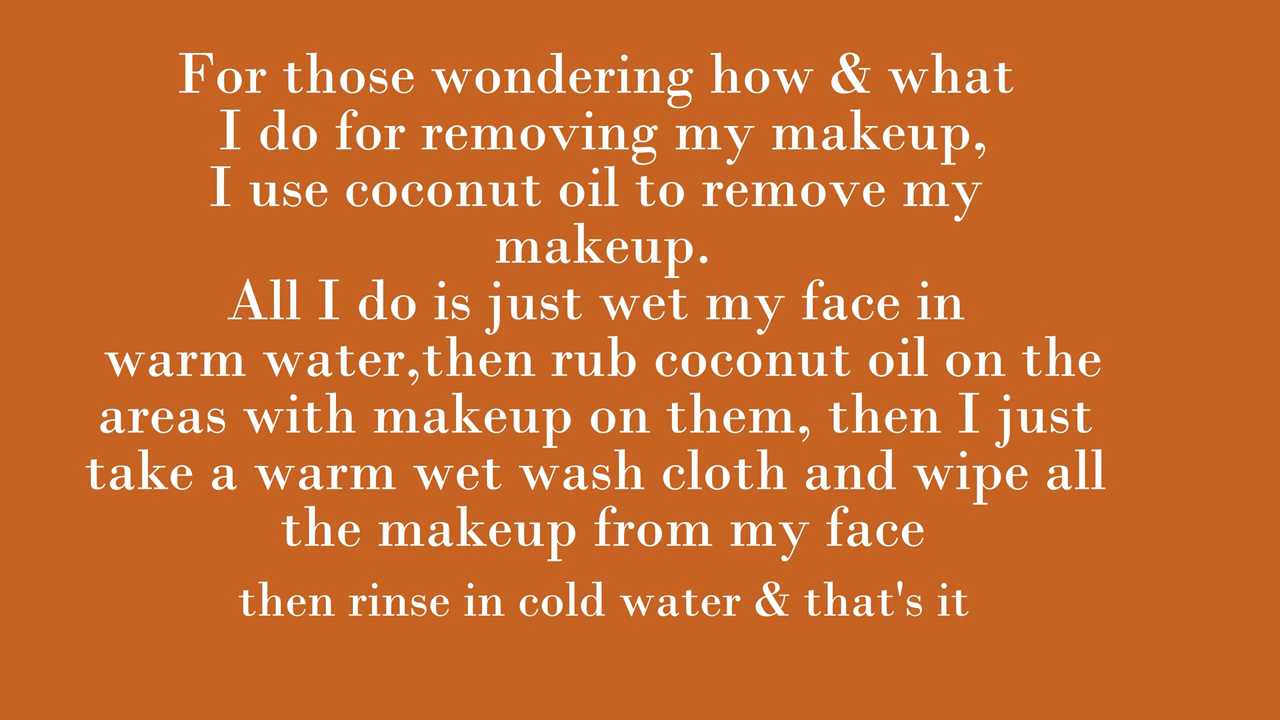 For those wondering how & what
I do for removing my makeup,
I use coconut oil to remove my
makeup.
All I do is just wet my face in
warm water,then rub coconut oil on the
areas with makeup on them, then I just
take a warm wet wash cloth and wipe all
the makeup from my face
then rinse in cold water & that's it